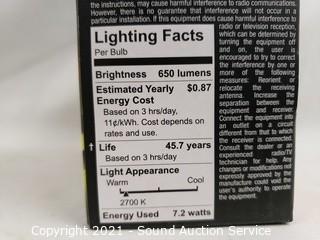 the instructions, may cause harmful interference to radio communications.
However, there is no guarantee that interference will not occur in a
particular installation. If this equipment does cause harmful interference to
radio or television reception,
which can be determined by
turning the equipment off
and on, the user is
encouraged to try to correct
the interference by one or
more of the following
measures: Reorient or
relocate the receiving
antenna. Increase the
separation between the
equipment and receiver.
Connect the equipment into
an outlet on a circuit
different from that to which
the receiver is connected.
Consult the dealer or an
experienced radio/TV
technician for help. Any
changes or modifications not
expressly approved by the
manufacture could void the
user's authority to operate
the equipment.
Lighting Facts
Per Bulb
Brightness 650 lumens
Estimated Yearly $0.87
Energy Cost
Based on 3 hrs/day,
11¢/kWh. Cost depends on
rates and use.
† Life 45.7 years
Based on 3 hrs/day
Light Appearance
Warm Cool
2700 K
Energy Used 7.2 watts
Copyright 2021 - Sound Auction Service